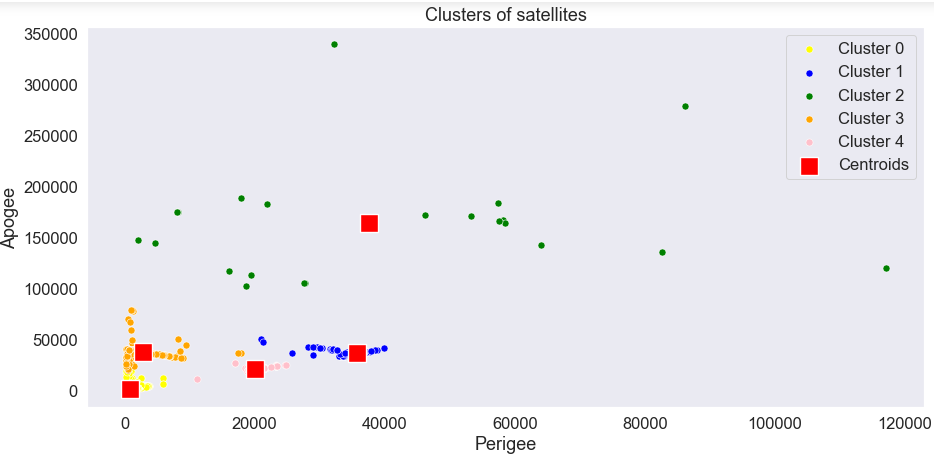 Clusters of satellites
350000
300000
250000
200000
150000
100000
50000
0
Apogee
0
20000
40000
60000
80000
100000
120000
Perigee
Cluster 0
Cluster 1
Cluster 2
Cluster 3
Cluster 4
Centroids